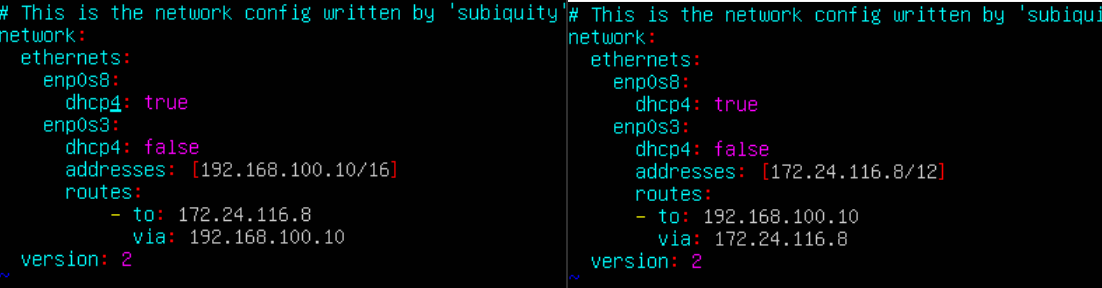 # This is the network config written by 'subiquity'
network:
  ethernets:
    enp0s8:
      dhcp4: true
    enp0s3:
      dhcp4: false
      addresses: [192.168.100.10/16]
      routes:
          - to: 172.24.116.8
            via: 192.168.100.10
  version: 2
~
# This is the network config written by 'subiqui
network:
  ethernets:
    enp0s8:
      dhcp4: true
    enp0s3:
      dhcp4: false
      addresses: [172.24.116.8/12]
      routes:
      - to: 192.168.100.10
        via: 172.24.116.8
  version: 2
~